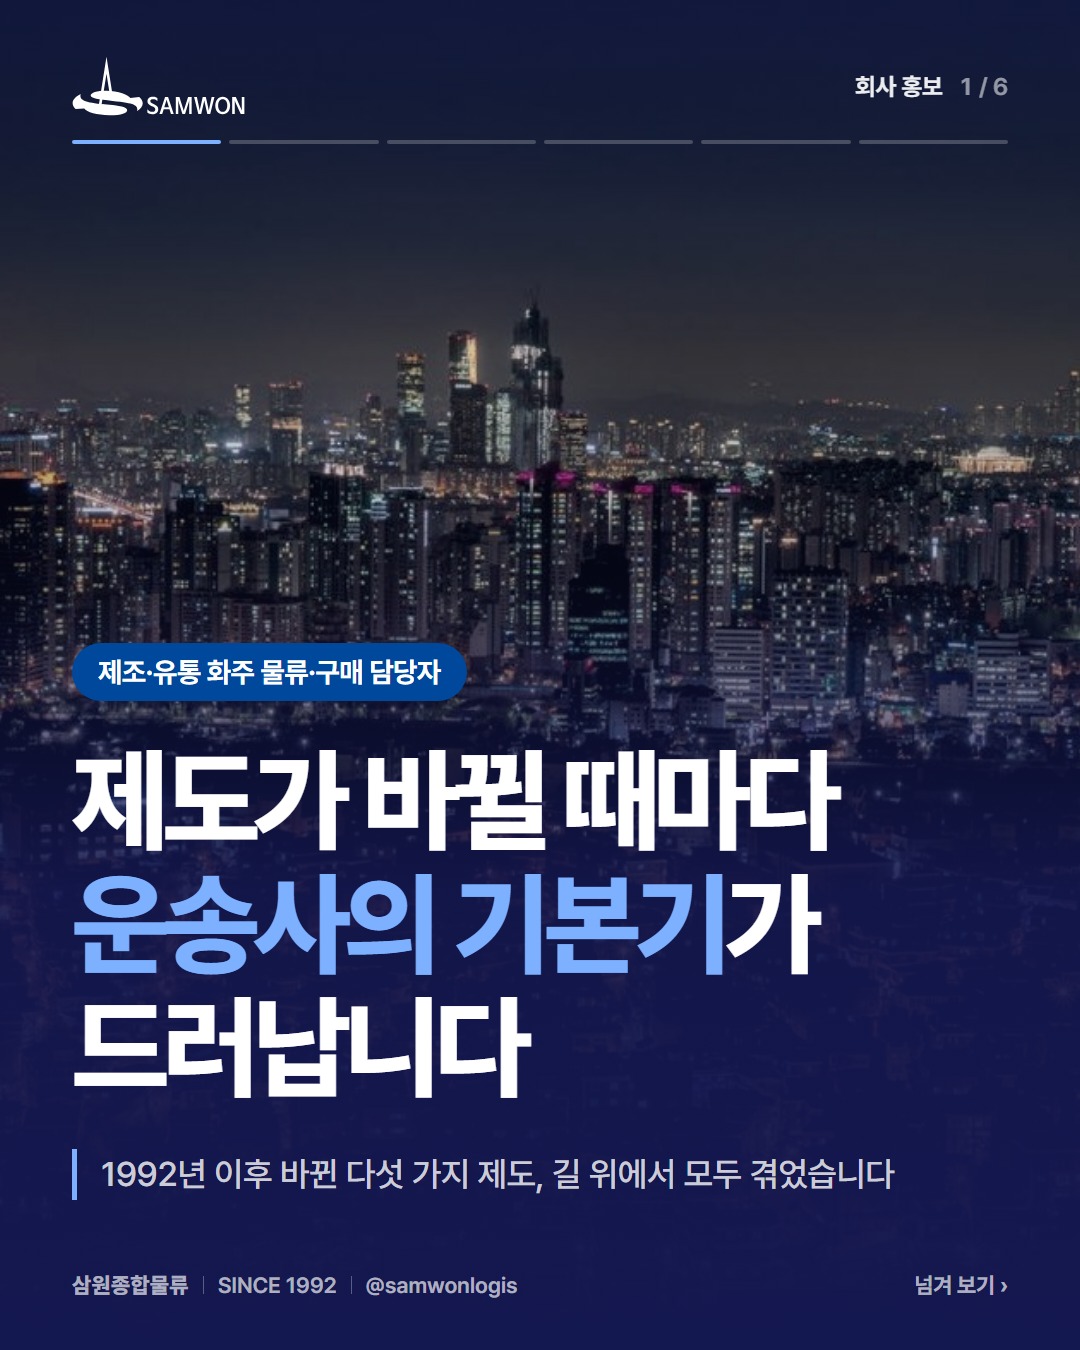 SAMWON
회사 홍보 1 / 6
제조·유통 화주 물류·구매 담당자
제도가 바뀔 때마다
운송사의 기본기가
드러납니다
1992년 이후 바뀐 다섯 가지 제도, 길 위에서 모두 겪었습니다
삼원종합물류 | SINCE 1992 | @samwonlogis
넘겨 보기 ›